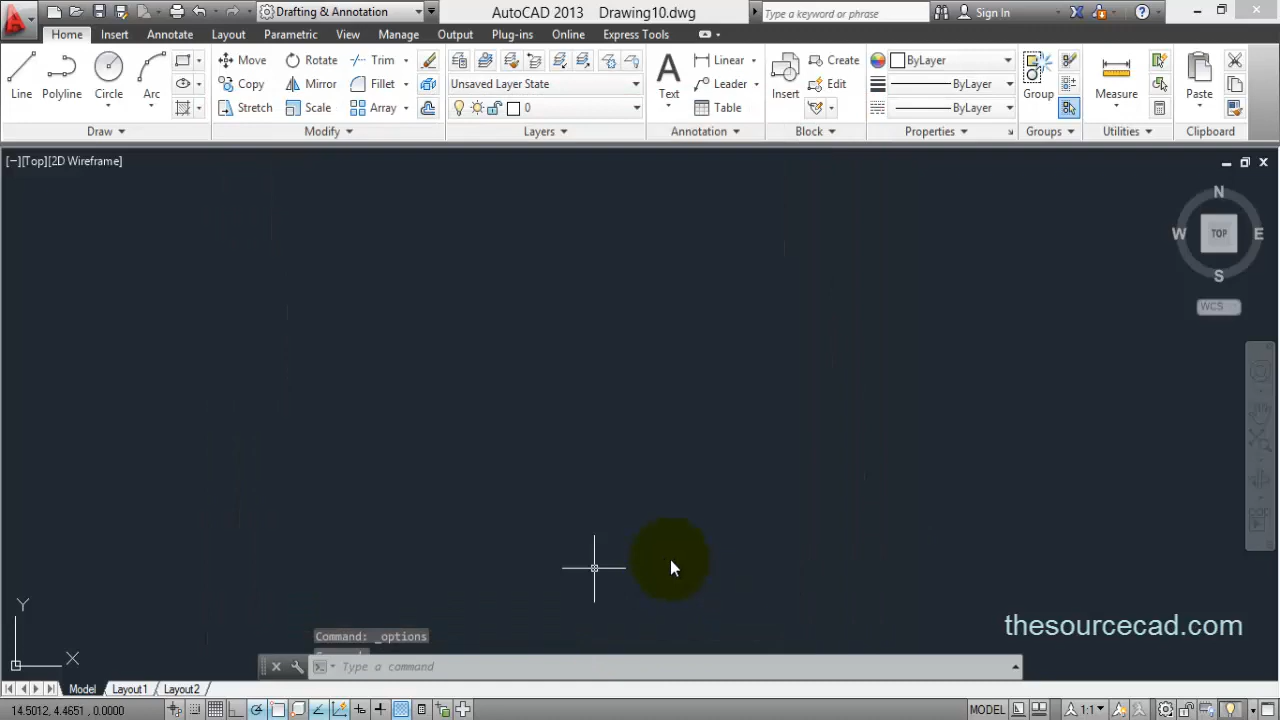 Drafting & Annotation
AutoCAD 2013 Drawing10.dwg
Type a keyword or phrase
Sign In
Home Insert Annotate Layout Parametric View Manage Output Plug-ins Online Express Tools
Line Polyline Circle Arc
Move Rotate Trim
Copy Mirror Fillet
Stretch Scale Array
Unsaved Layer State
0
Text
Linear
Leader
Table
Insert
Create
Edit
ByLayer
ByLayer
ByLayer
Group
Measure
Paste
Draw Modify Layers Annotation Block Properties Groups Utilities Clipboard
[−][Top][2D Wireframe]
N
W TOP E
S
WCS
Y
X
thesourcecad.com
Command: _options
Type a command
Model Layout1 Layout2
14.5012, 4.4651, 0.0000
MODEL
1:1